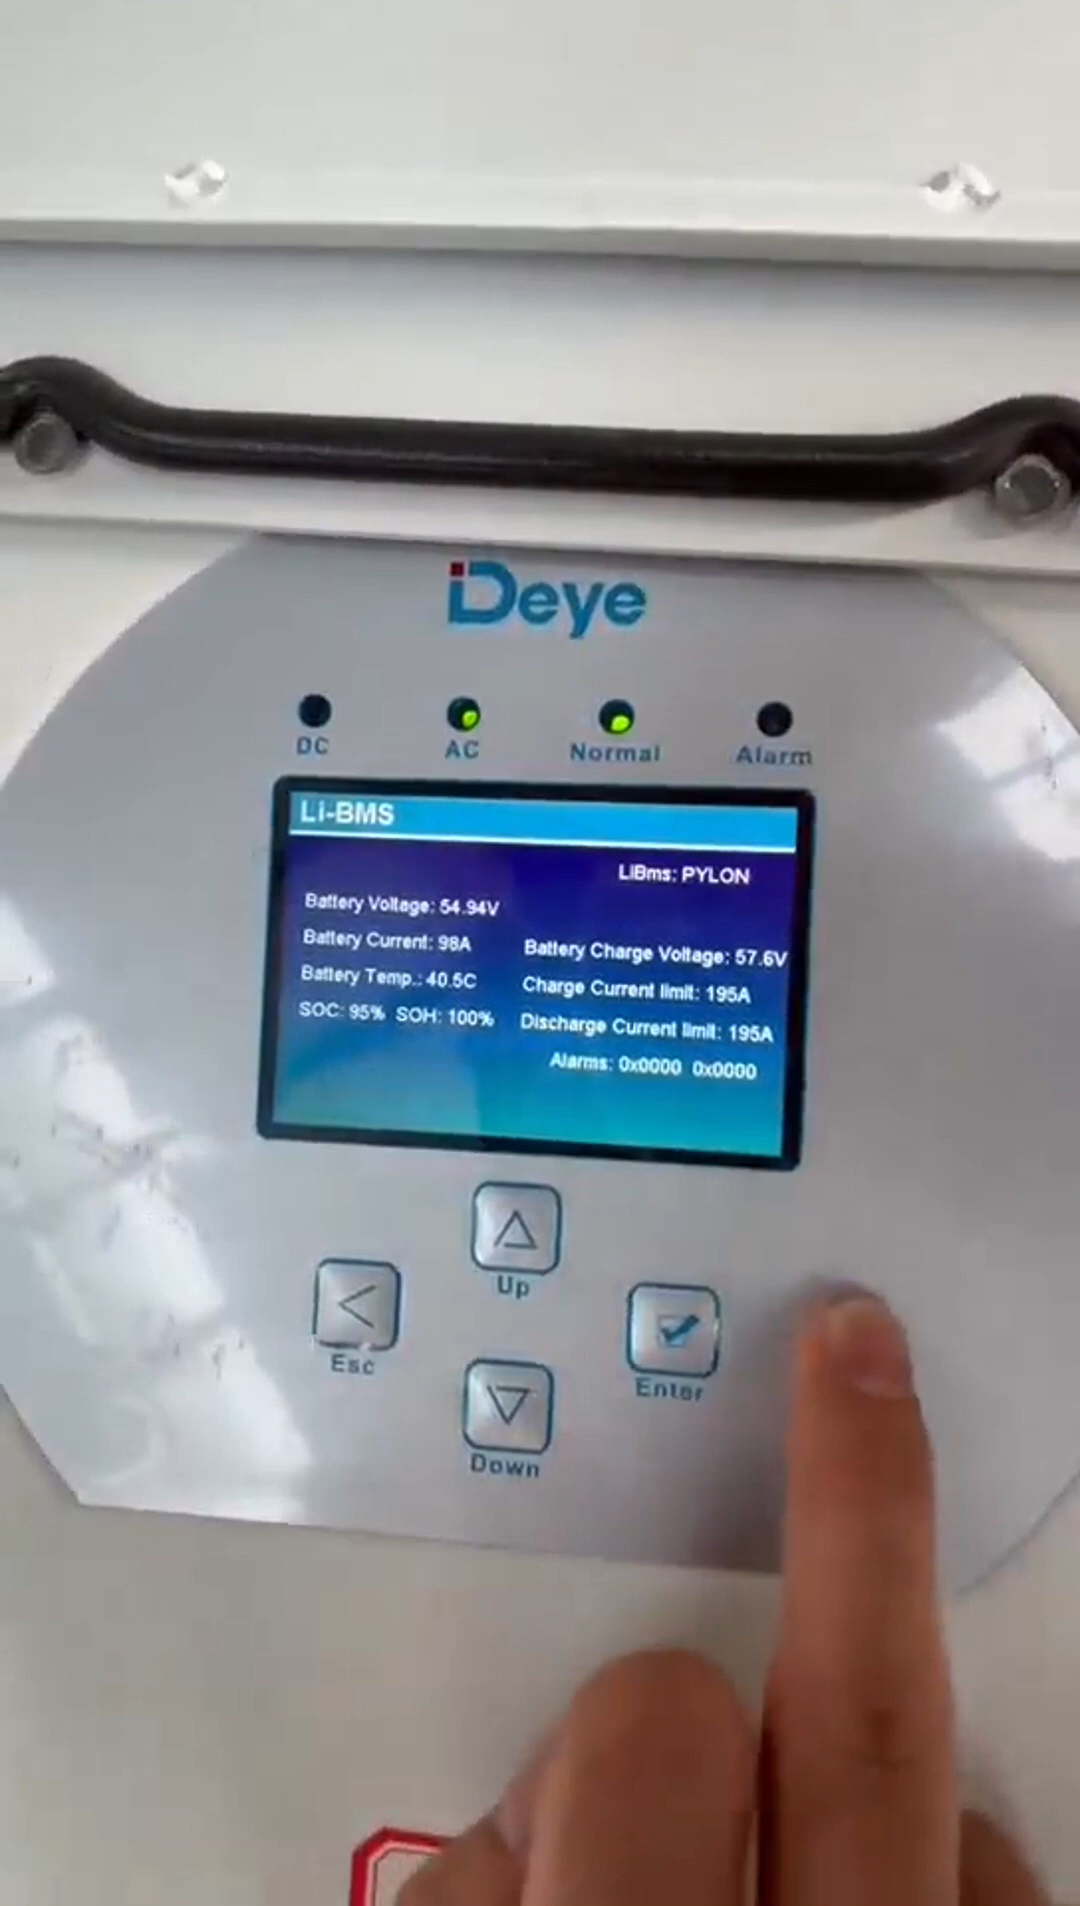 Deye
DC AC Normal Alarm
Li-BMS
LiBms: PYLON
Battery Voltage: 54.94V
Battery Current: 98A
Battery Charge Voltage: 57.6V
Battery Temp.: 40.5C
Charge Current limit: 195A
SOC: 95% SOH: 100%
Discharge Current limit: 195A
Alarms: 0x0000 0x0000
Up
Esc
Enter
Down